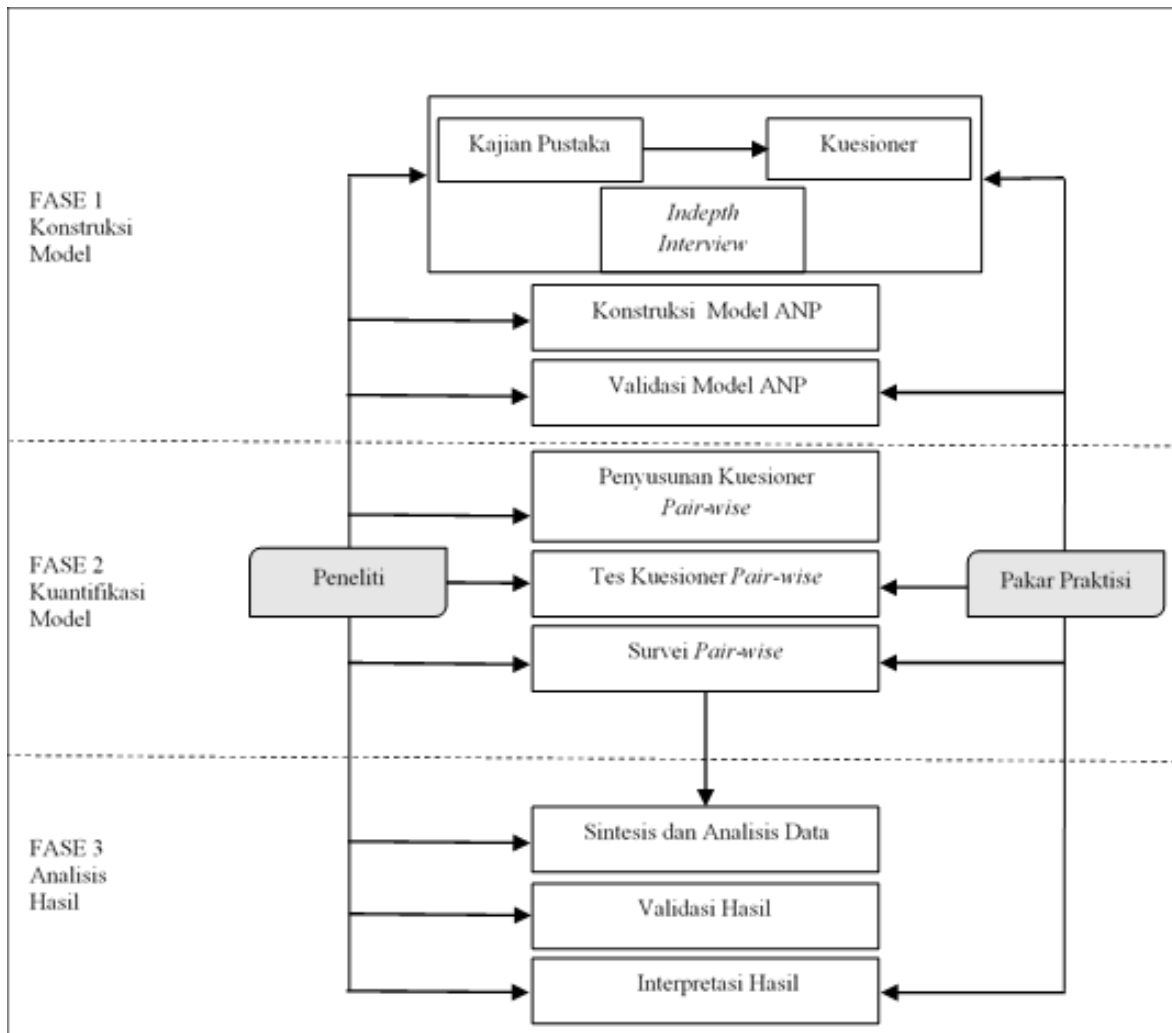 Kajian Pustaka
Kuesioner
Indepth
Interview
FASE 1
Konstruksi
Model
Konstruksi Model ANP
Validasi Model ANP
Penyusunan Kuesioner
Pair-wise
FASE 2
Kuantifikasi
Model
Peneliti
Tes Kuesioner Pair-wise
Pakar Praktisi
Survei Pair-wise
FASE 3
Analisis
Hasil
Sintesis dan Analisis Data
Validasi Hasil
Interpretasi Hasil